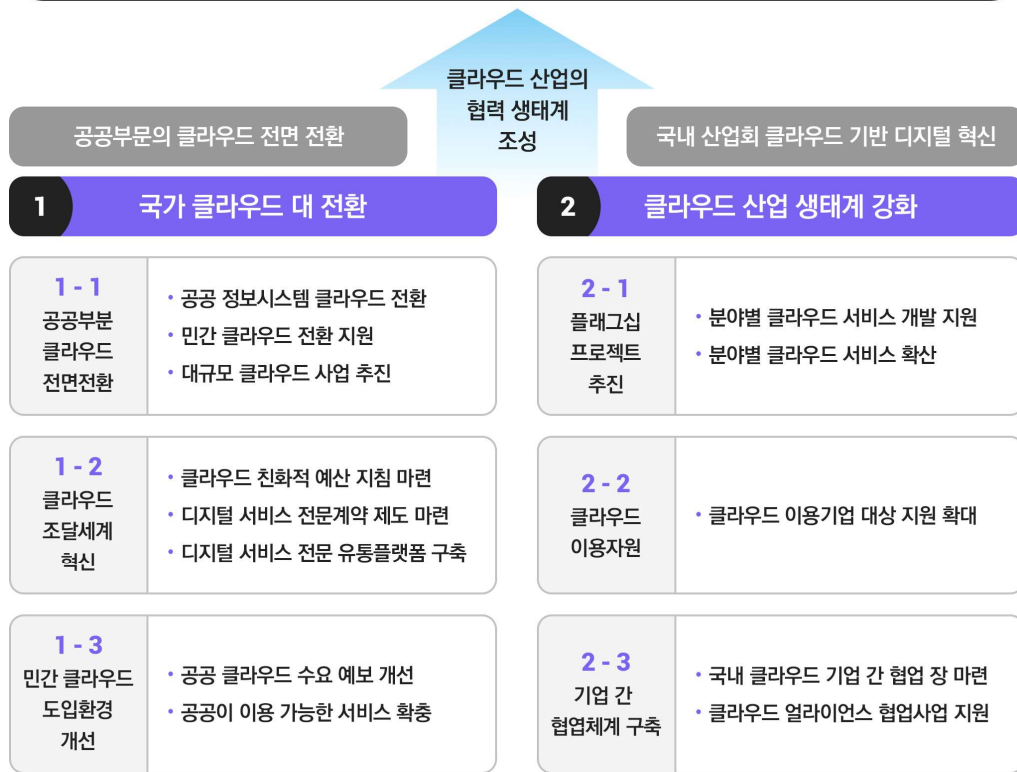 클라우드 산업의
협력 생태계
조성
공공부문의 클라우드 전면 전환
국내 산업회 클라우드 기반 디지털 혁신
1 국가 클라우드 대 전환
1 - 1
공공부분
클라우드
전면전환
• 공공 정보시스템 클라우드 전환
• 민간 클라우드 전환 지원
• 대규모 클라우드 사업 추진
1 - 2
클라우드
조달세계
혁신
• 클라우드 친화적 예산 지침 마련
• 디지털 서비스 전문계약 제도 마련
• 디지털 서비스 전문 유통플랫폼 구축
1 - 3
민간 클라우드
도입환경
개선
• 공공 클라우드 수요 예보 개선
• 공공이 이용 가능한 서비스 확충
2 클라우드 산업 생태계 강화
2 - 1
플래그십
프로젝트
추진
• 분야별 클라우드 서비스 개발 지원
• 분야별 클라우드 서비스 확산
2 - 2
클라우드
이용자원
• 클라우드 이용기업 대상 지원 확대
2 - 3
기업 간
협엽체계 구축
• 국내 클라우드 기업 간 협업 장 마련
• 클라우드 얼라이언스 협업사업 지원